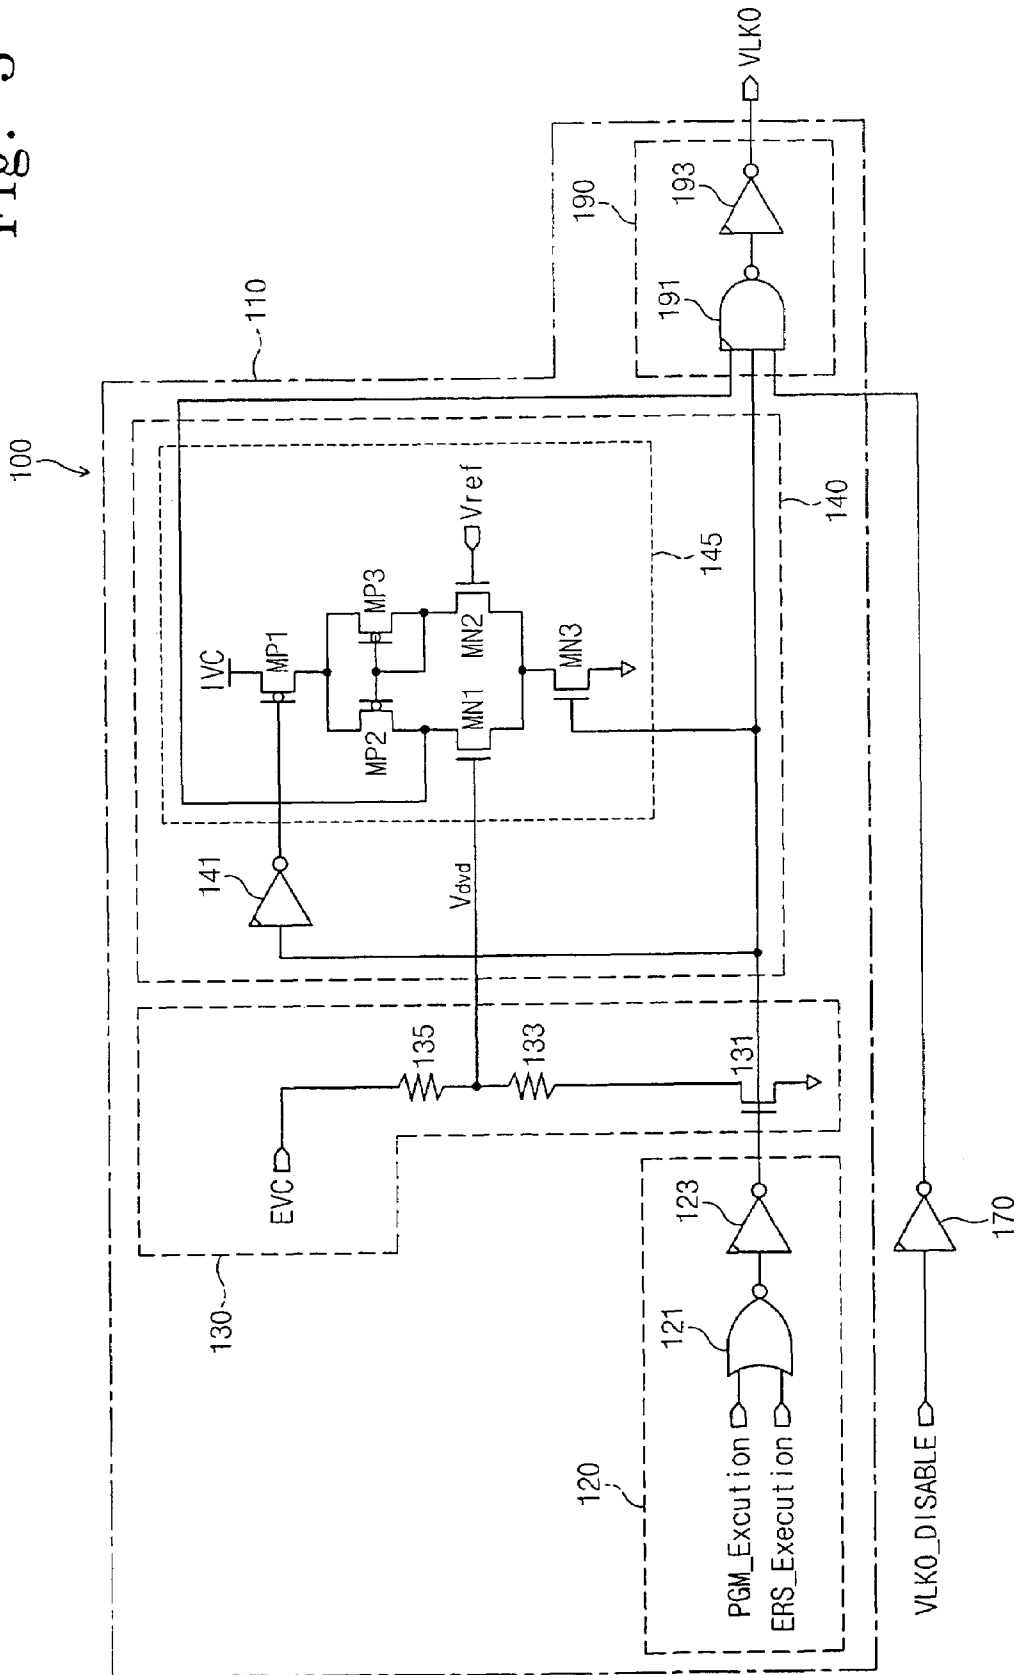 Fig. 3
100
110
120
PGM_Excution
ERS_Execution
121
123
130
EVC
135
133
131
Vdvd
140
141
145
IVC
MP1
MP2
MP3
MN1
MN2
Vref
MN3
VLKO_DISABLE
170
190
191
193
VLKO